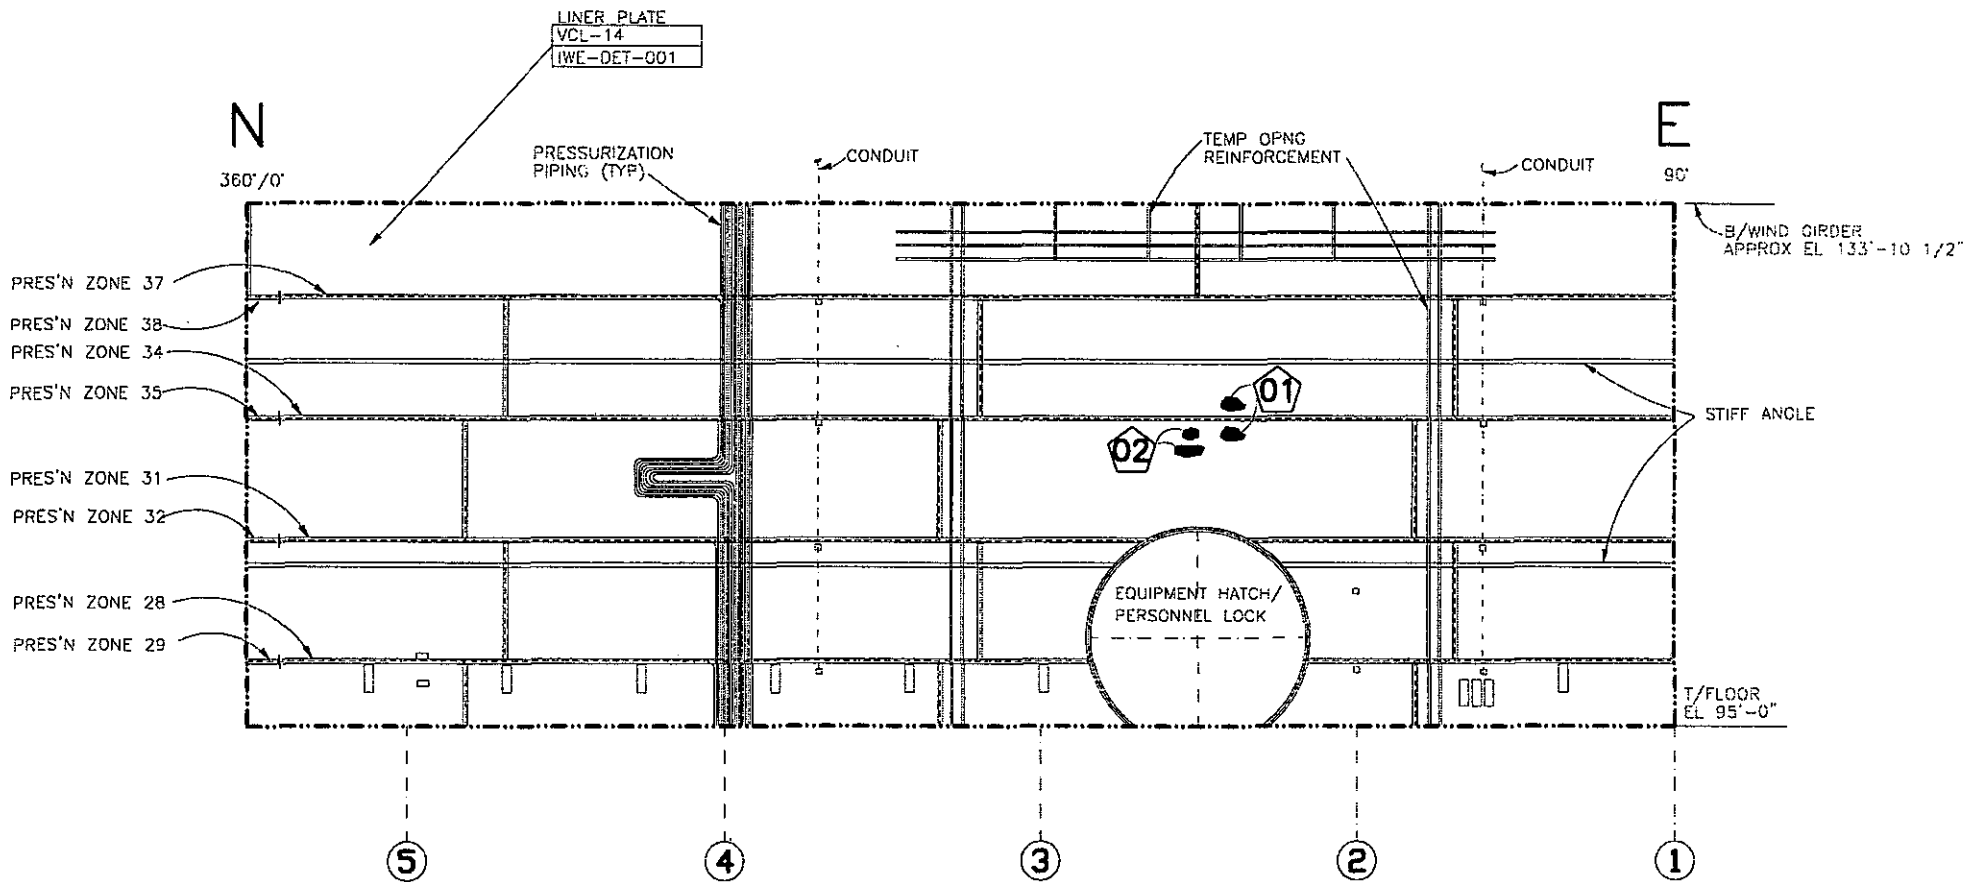 LINER PLATE
VCL-14
IWE-DET-001
N
E
PRESSURIZATION
PIPING (TYP)
CONDUIT
TEMP OPNG
REINFORCEMENT
CONDUIT
360°/0°
90°
B/WIND GIRDER
APPROX EL 133'-10 1/2"
PRES'N ZONE 37
PRES'N ZONE 38
PRES'N ZONE 34
PRES'N ZONE 35
01
STIFF ANGLE
02
PRES'N ZONE 31
PRES'N ZONE 32
EQUIPMENT HATCH/
PERSONNEL LOCK
PRES'N ZONE 28
PRES'N ZONE 29
T/FLOOR
EL 95'-0"
5
4
3
2
1